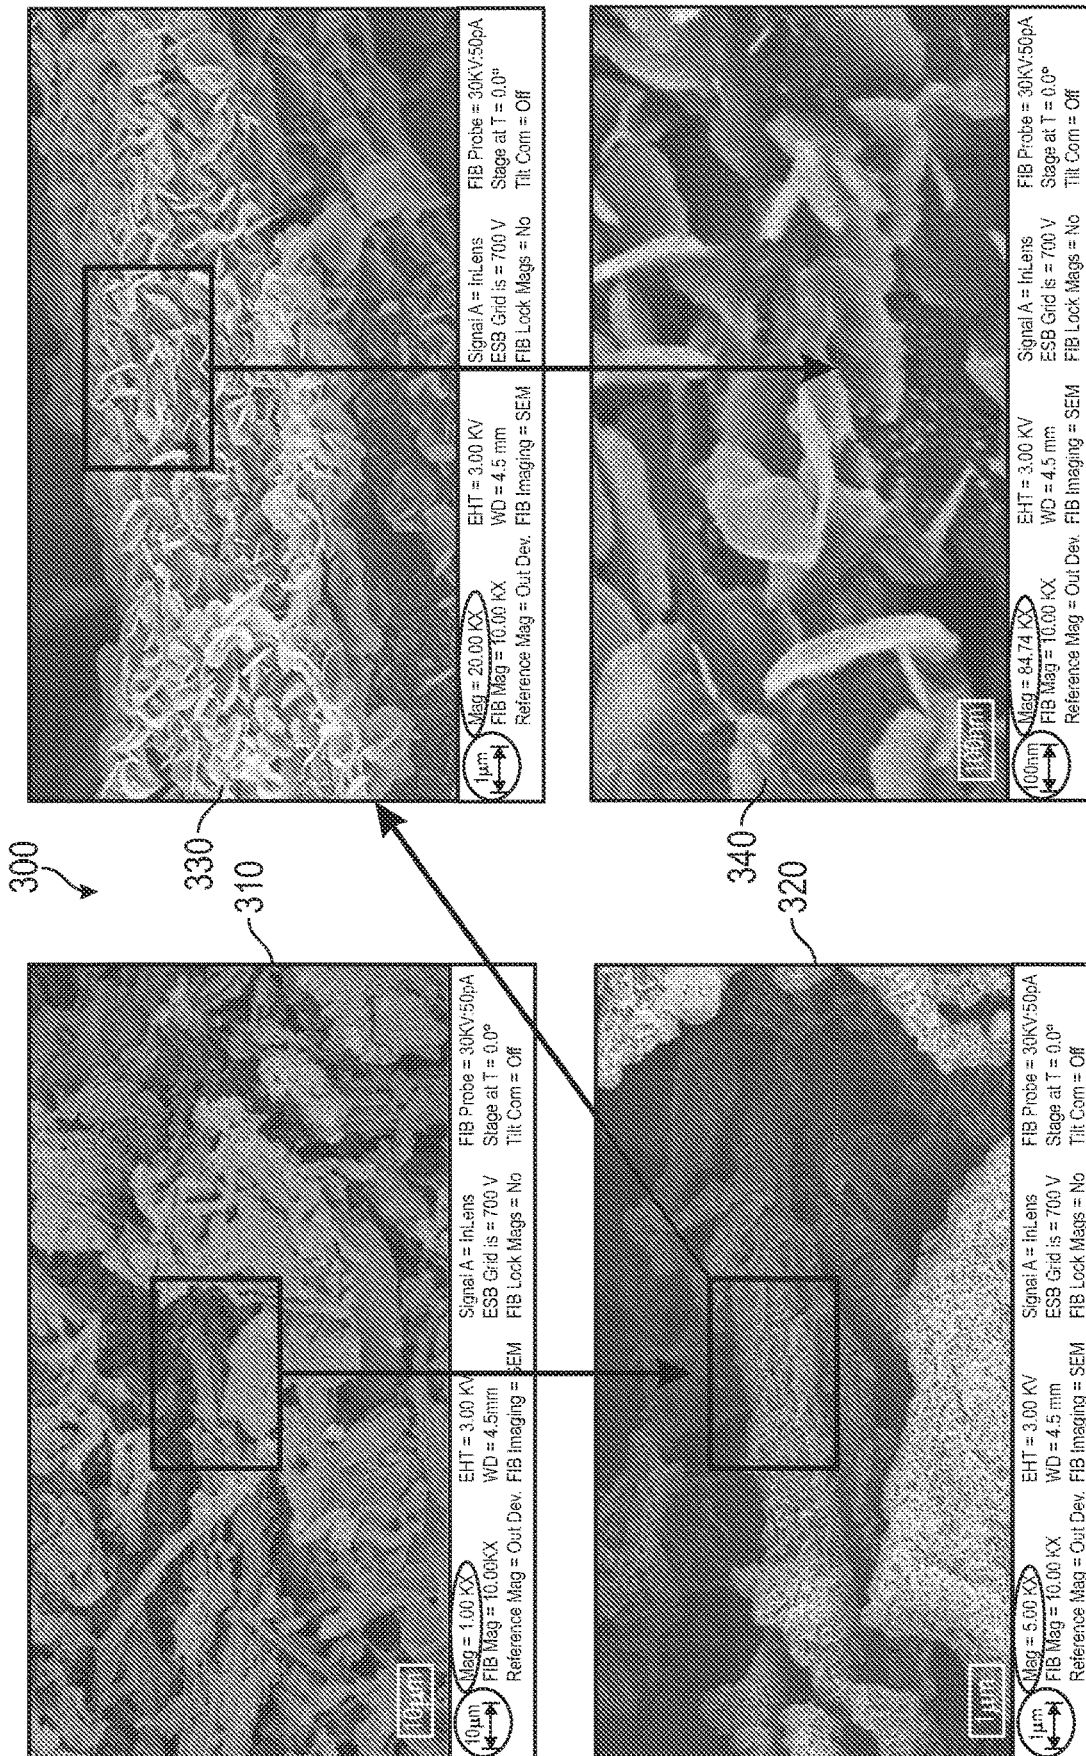 300
310
10µm
10µm
Mag = 1.00 KX
FIB Mag = 10.00KX
Reference Mag = Out Dev.
EHT = 3.00 KV
WD = 4.5mm
FIB Imaging = SEM
Signal A = InLens
ESB Grid is = 700 V
FIB Lock Mags = No
FIB Probe = 30KV:50pA
Stage at T = 0.0°
Tilt Corn = Off
320
1µm
1µm
Mag = 5.00 KX
FIB Mag = 10.00 KX
Reference Mag = Out Dev.
EHT = 3.00 KV
WD = 4.5 mm
FIB Imaging = SEM
Signal A = InLens
ESB Grid is = 700 V
FIB Lock Mags = No
FIB Probe = 30KV:50pA
Stage at T = 0.0°
Tilt Corn = Off
330
1µm
Mag = 20.00 KX
FIB Mag = 10.00 KX
Reference Mag = Out Dev.
EHT = 3.00 KV
WD = 4.5 mm
FIB Imaging = SEM
Signal A = InLens
ESB Grid is = 700 V
FIB Lock Mags = No
FIB Probe = 30KV:50pA
Stage at T = 0.0°
Tilt Corn = Off
340
100nm
100nm
Mag = 84.74 KX
FIB Mag = 10.00 KX
Reference Mag = Out Dev.
EHT = 3.00 KV
WD = 4.5 mm
FIB Imaging = SEM
Signal A = InLens
ESB Grid is = 700 V
FIB Lock Mags = No
FIB Probe = 30KV:50pA
Stage at T = 0.0°
Tilt Corn = Off